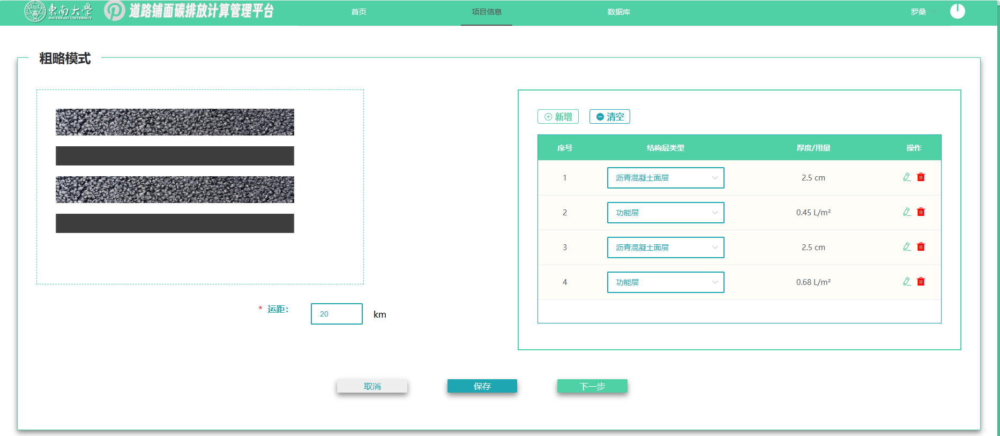 東南大學
SOUTHEAST UNIVERSITY
道路铺面碳排放计算管理平台
首页
项目信息
数据库
罗桑
粗略模式
新增
清空
序号 结构层类型 厚度/用量 操作
1 沥青混凝土面层 2.5 cm
2 功能层 0.45 L/m²
3 沥青混凝土面层 2.5 cm
4 功能层 0.68 L/m²
* 运距： 20 km
取消
保存
下一步